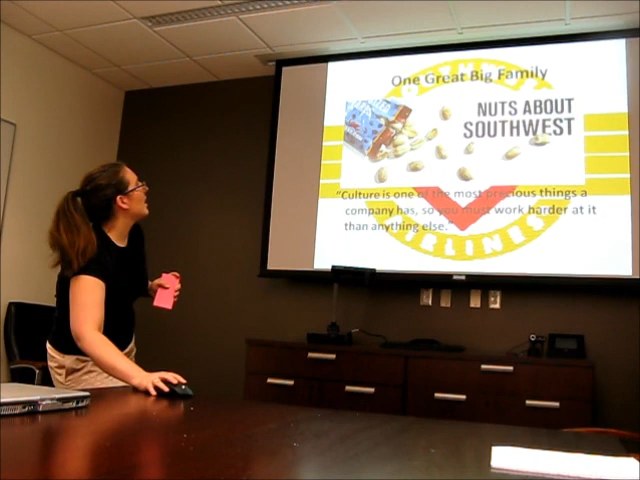 One Great Big Family
NUTS ABOUT
SOUTHWEST
"Culture is one of the most precious things a
company has, so you must work harder at it
than anything else."
AIRLINES